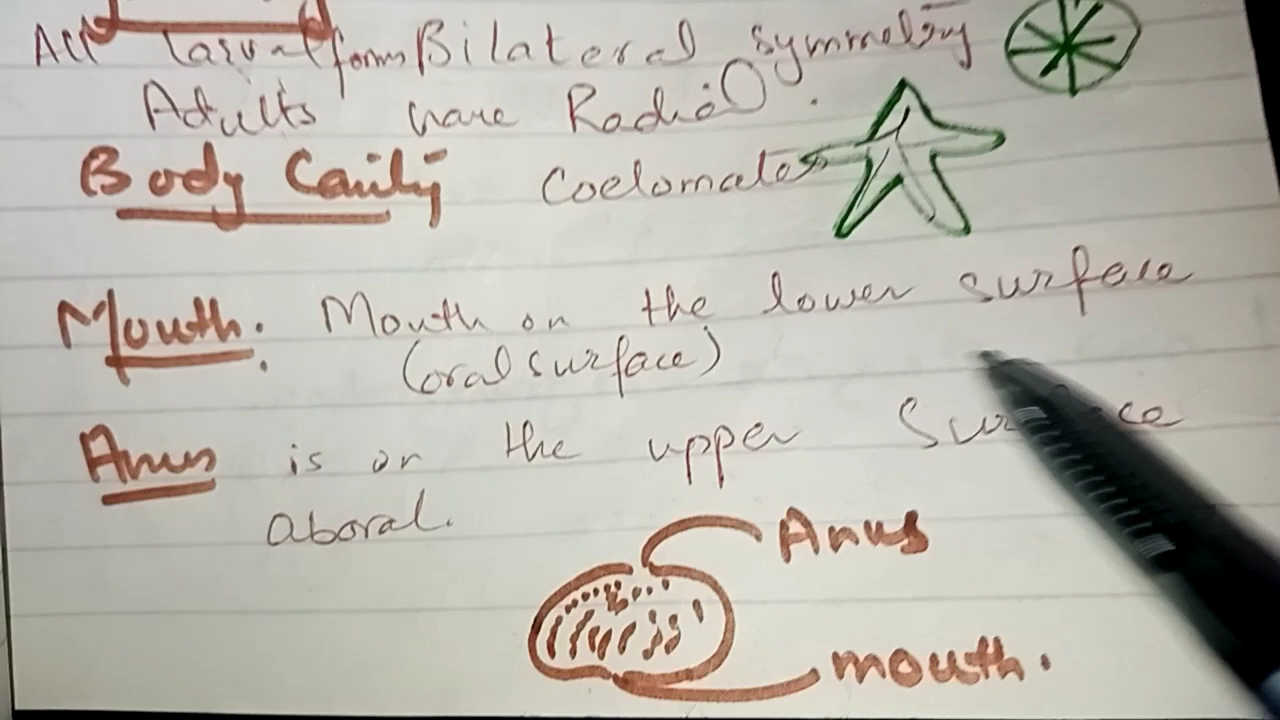 All larval forms Bilateral symmetry
Adults have Radial.
Body Cavity Coelomates
Mouth: Mouth on the lower surface
(oral surface)
Anus is on the upper Surface
aboral.
Anus
mouth.